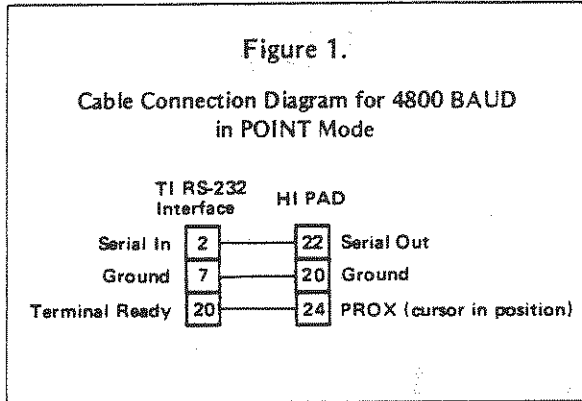 Figure 1.
Cable Connection Diagram for 4800 BAUD
in POINT Mode
TI RS-232
Interface
HI PAD
Serial In 2 22 Serial Out
Ground 7 20 Ground
Terminal Ready 20 24 PROX (cursor in position)